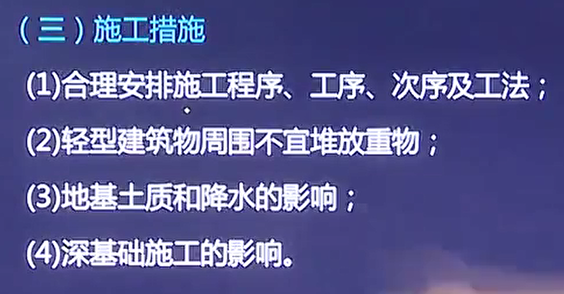 （三）施工措施
(1)合理安排施工程序、工序、次序及工法；
(2)轻型建筑物周围不宜堆放重物；
(3)地基土质和降水的影响；
(4)深基础施工的影响。